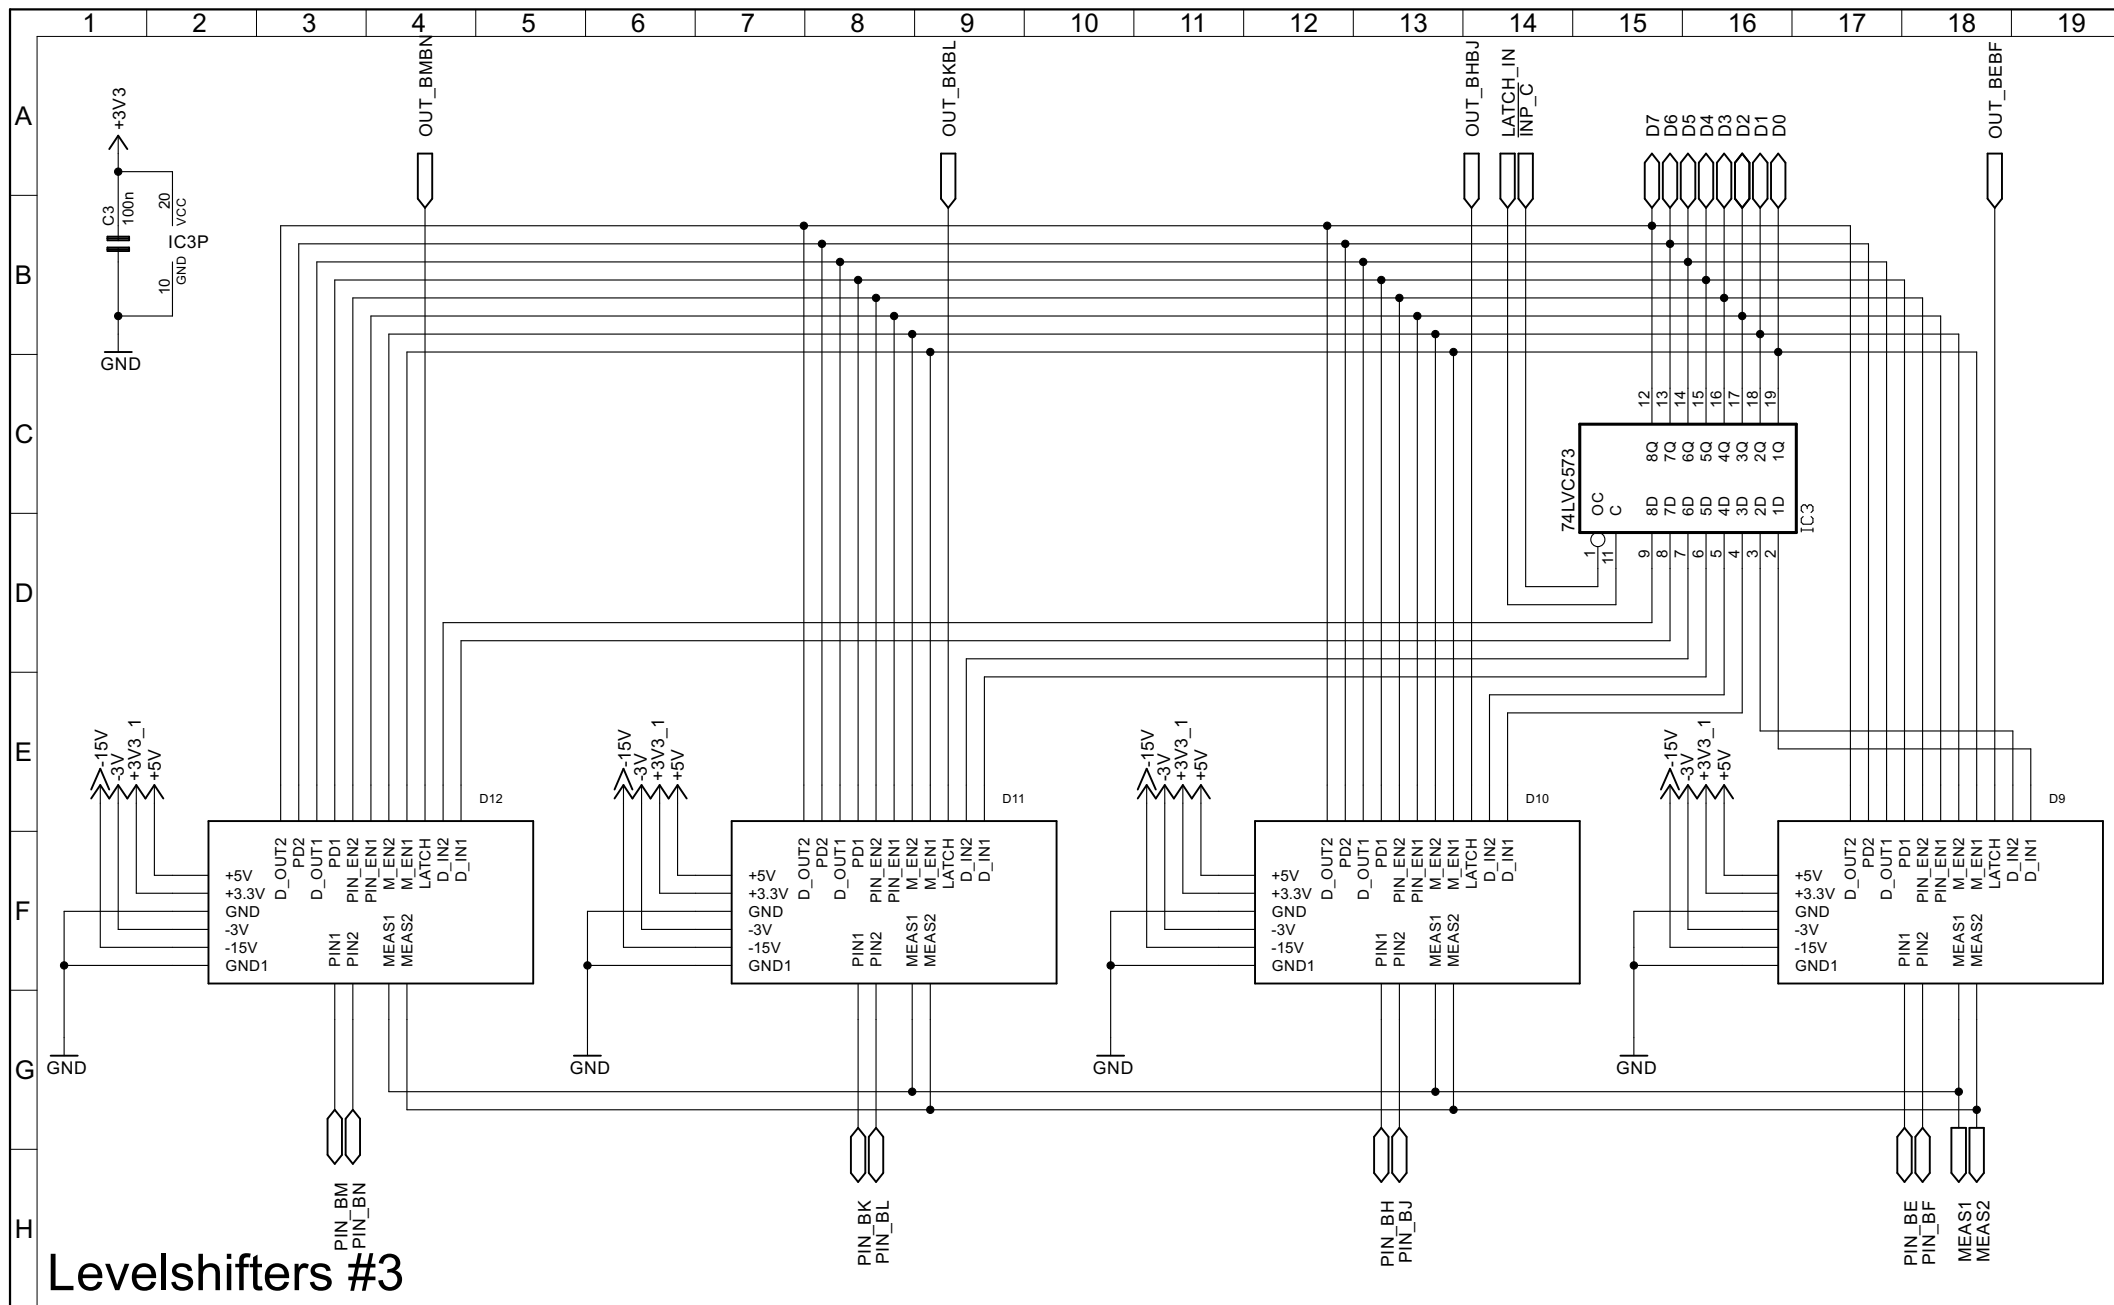 1 2 3 4 5 6 7 8 9 10 11 12 13 14 15 16 17 18 19
A
B
C
D
E
F
G
H
+3V3
C3
100n
20
VCC
IC3P
GND
10
GND
OUT_BMBN
OUT_BKBL
OUT_BHBJ
LATCH_IN
INP_C
D7
D6
D5
D4
D3
D2
D1
D0
OUT_BEBF
12 13 14 15 16 17 18 19
8Q 7Q 6Q 5Q 4Q 3Q 2Q 1Q
74LVC573
OC
C
8D 7D 6D 5D 4D 3D 2D 1D
IC3
1 11 9 8 7 6 5 4 3 2
-15V
-3V
+3V3_1
+5V
D12
D_OUT2
PD2
D_OUT1
PD1
PIN_EN2
PIN_EN1
M_EN2
M_EN1
LATCH
D_IN2
D_IN1
+5V
+3.3V
GND
-3V
-15V
GND1
PIN1
PIN2
MEAS1
MEAS2
GND
PIN_BM
PIN_BN
-15V
-3V
+3V3_1
+5V
D11
D_OUT2
PD2
D_OUT1
PD1
PIN_EN2
PIN_EN1
M_EN2
M_EN1
LATCH
D_IN2
D_IN1
+5V
+3.3V
GND
-3V
-15V
GND1
PIN1
PIN2
MEAS1
MEAS2
GND
PIN_BK
PIN_BL
-15V
-3V
+3V3_1
+5V
D10
D_OUT2
PD2
D_OUT1
PD1
PIN_EN2
PIN_EN1
M_EN2
M_EN1
LATCH
D_IN2
D_IN1
+5V
+3.3V
GND
-3V
-15V
GND1
PIN1
PIN2
MEAS1
MEAS2
GND
PIN_BH
PIN_BJ
-15V
-3V
+3V3_1
+5V
D9
D_OUT2
PD2
D_OUT1
PD1
PIN_EN2
PIN_EN1
M_EN2
M_EN1
LATCH
D_IN2
D_IN1
+5V
+3.3V
GND
-3V
-15V
GND1
PIN1
PIN2
MEAS1
MEAS2
GND
PIN_BE
PIN_BF
MEAS1
MEAS2
Levelshifters #3